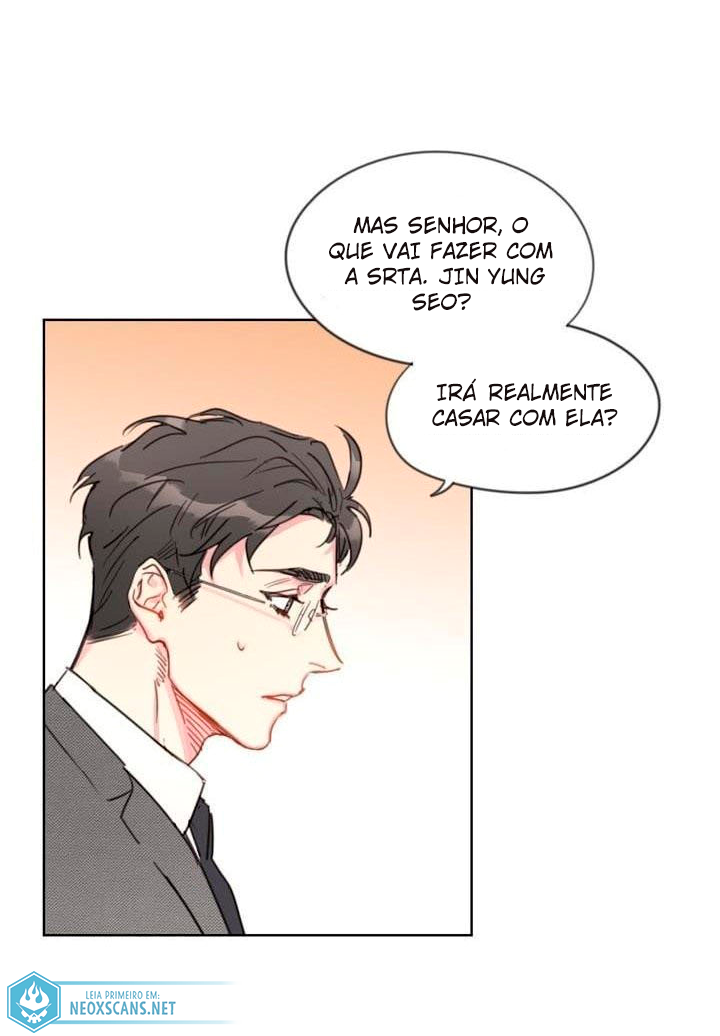 MAS SENHOR, O
QUE VAI FAZER COM
A SRTA. JIN YUNG
SEO?
IRÁ REALMENTE
CASAR COM ELA?
LEIA PRIMEIRO EM:
NEOXSCANS.NET